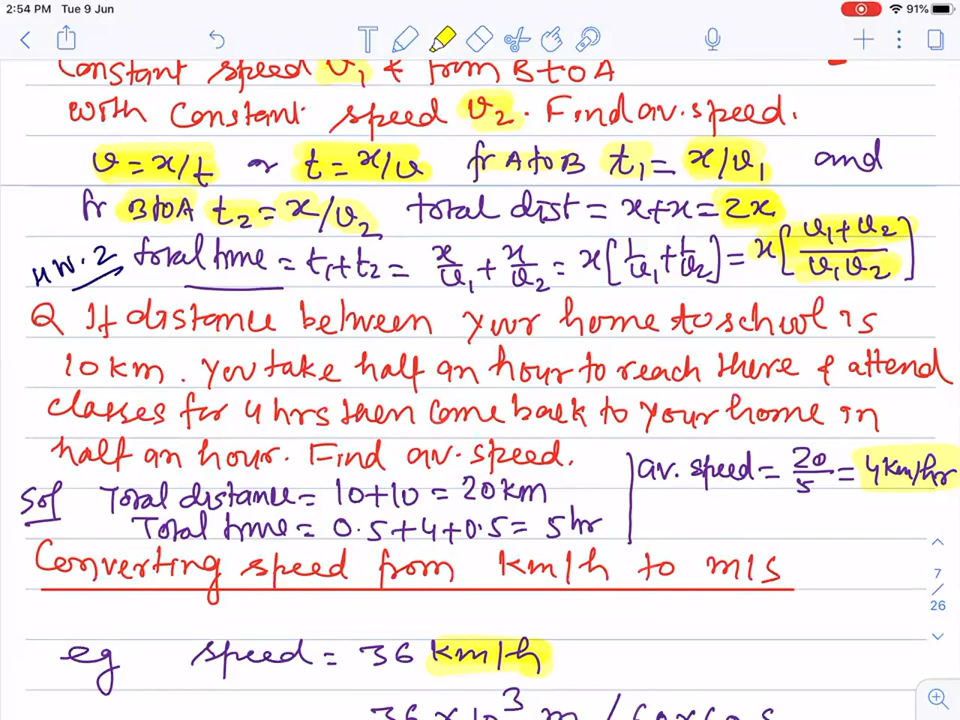 2:54 PM Tue 9 Jun
91%
Constant speed v₁ & from B to A
with constant speed v₂. Find av. speed.
v = x/t or t = x/v fr A to B t₁ = x/v₁ and
fr B to A t₂ = x/v₂ total dist = x+x = 2x
HW.2 total time = t₁+t₂ = x/v₁ + x/v₂ = x[1/v₁ + 1/v₂] = x[(v₁+v₂)/(v₁v₂)]
Q If distance between your home to school is
10 km. You take half an hour to reach there & attend
classes for 4 hrs then come back to your home in
half an hour. Find av. speed.
av. speed = 20/5 = 4 km/hr
Sol Total distance = 10+10 = 20 km
Total time = 0.5+4+0.5 = 5 hr
Converting speed from km/h to m/s
7
/
26
eg speed = 36 km/h
36 × 10³ m / 60×60 s